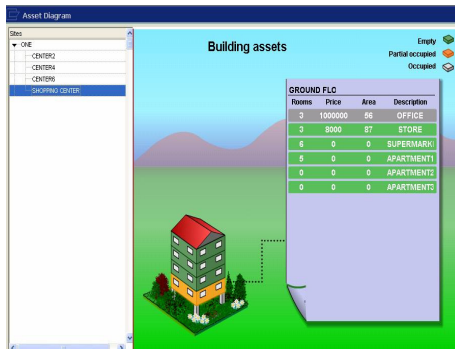 Asset Diagram
Sites
ONE
CENTER2
CENTER4
CENTER6
SHOPPING CENTER
Building assets
Empty
Partial occupied
Occupied
GROUND FLO
Rooms Price Area Description
3 1000000 56 OFFICE
3 8000 87 STORE
6 0 0 SUPERMARKI
5 0 0 APARTMENT1
0 0 0 APARTMENT2
0 0 0 APARTMENT3